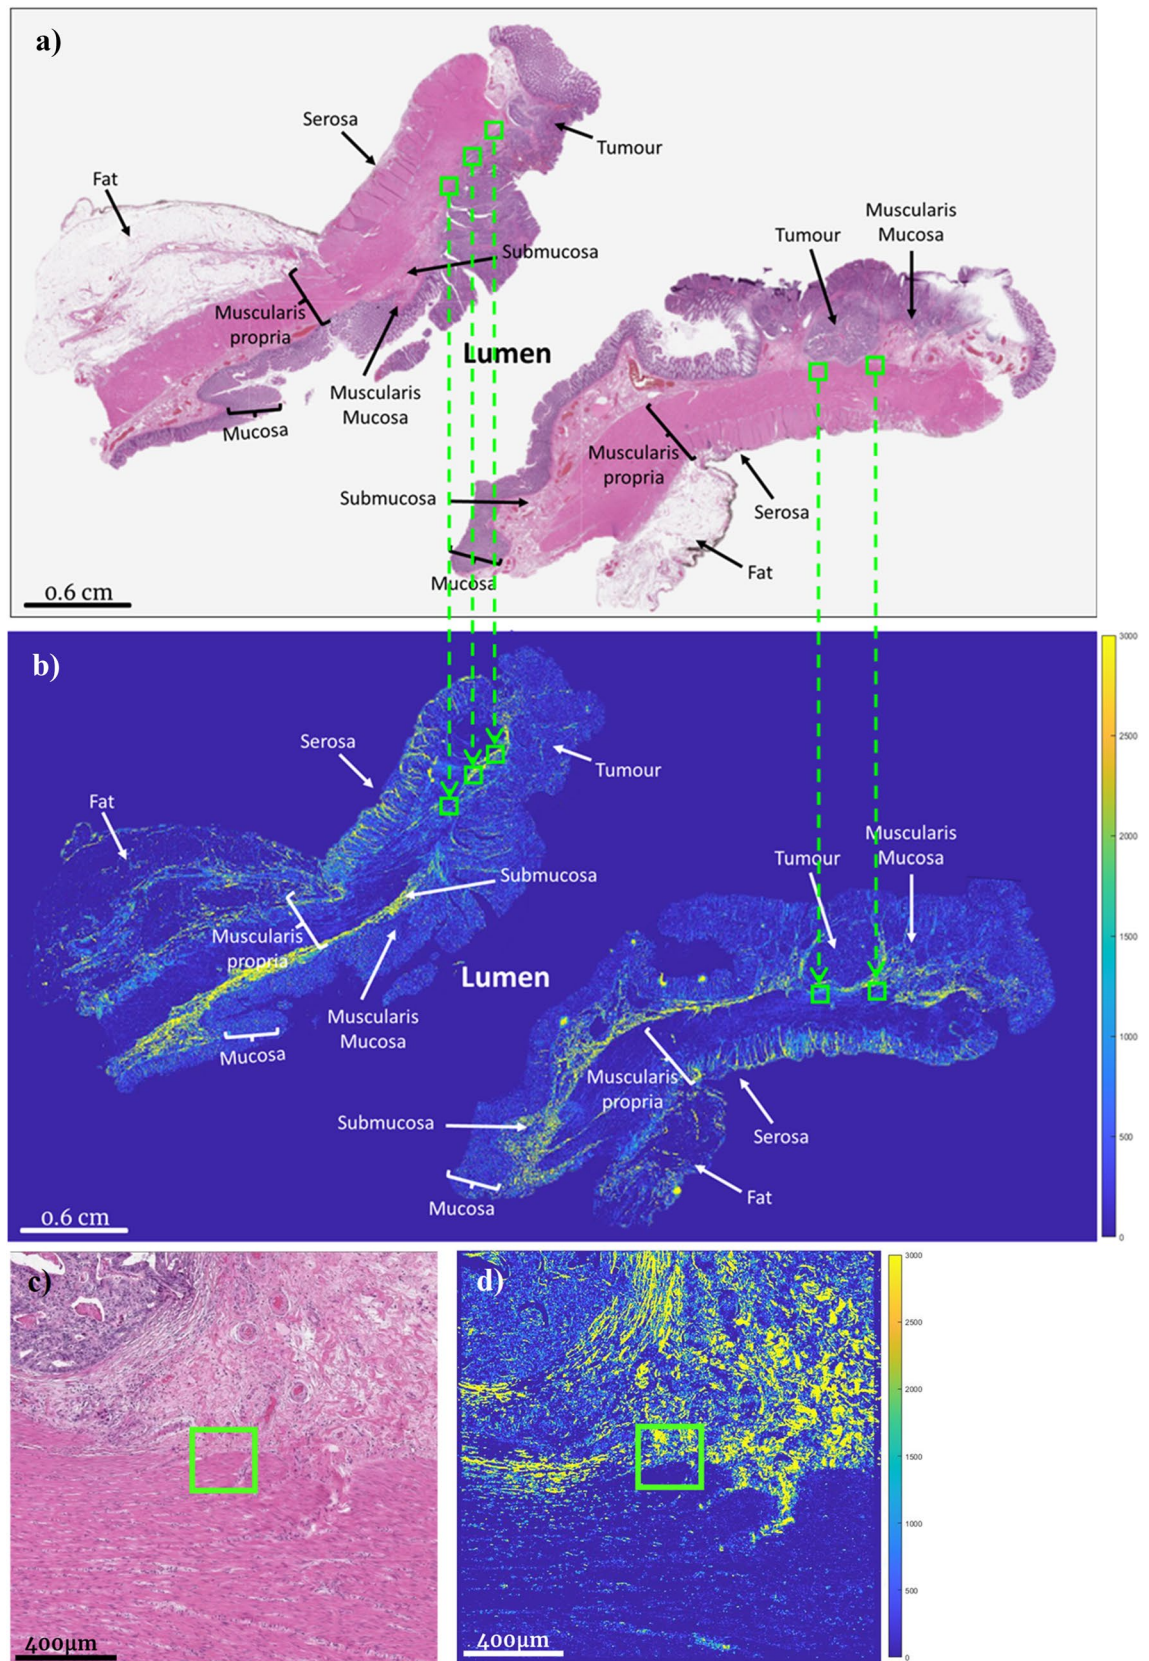 a)
Serosa
Tumour
Fat
Muscularis
Mucosa
Tumour
Submucosa
Muscularis
propria
Lumen
Muscularis
Mucosa
Mucosa
Muscularis
propria
Submucosa
Serosa
Fat
Mucosa
0.6 cm
b)
3000
2500
2000
1500
1000
500
0
Serosa
Tumour
Fat
Muscularis
Mucosa
Tumour
Submucosa
Muscularis
propria
Lumen
Muscularis
Mucosa
Mucosa
Muscularis
propria
Submucosa
Serosa
Fat
Mucosa
0.6 cm
c)
400µm
d)
400µm
3000
2500
2000
1500
1000
500
0